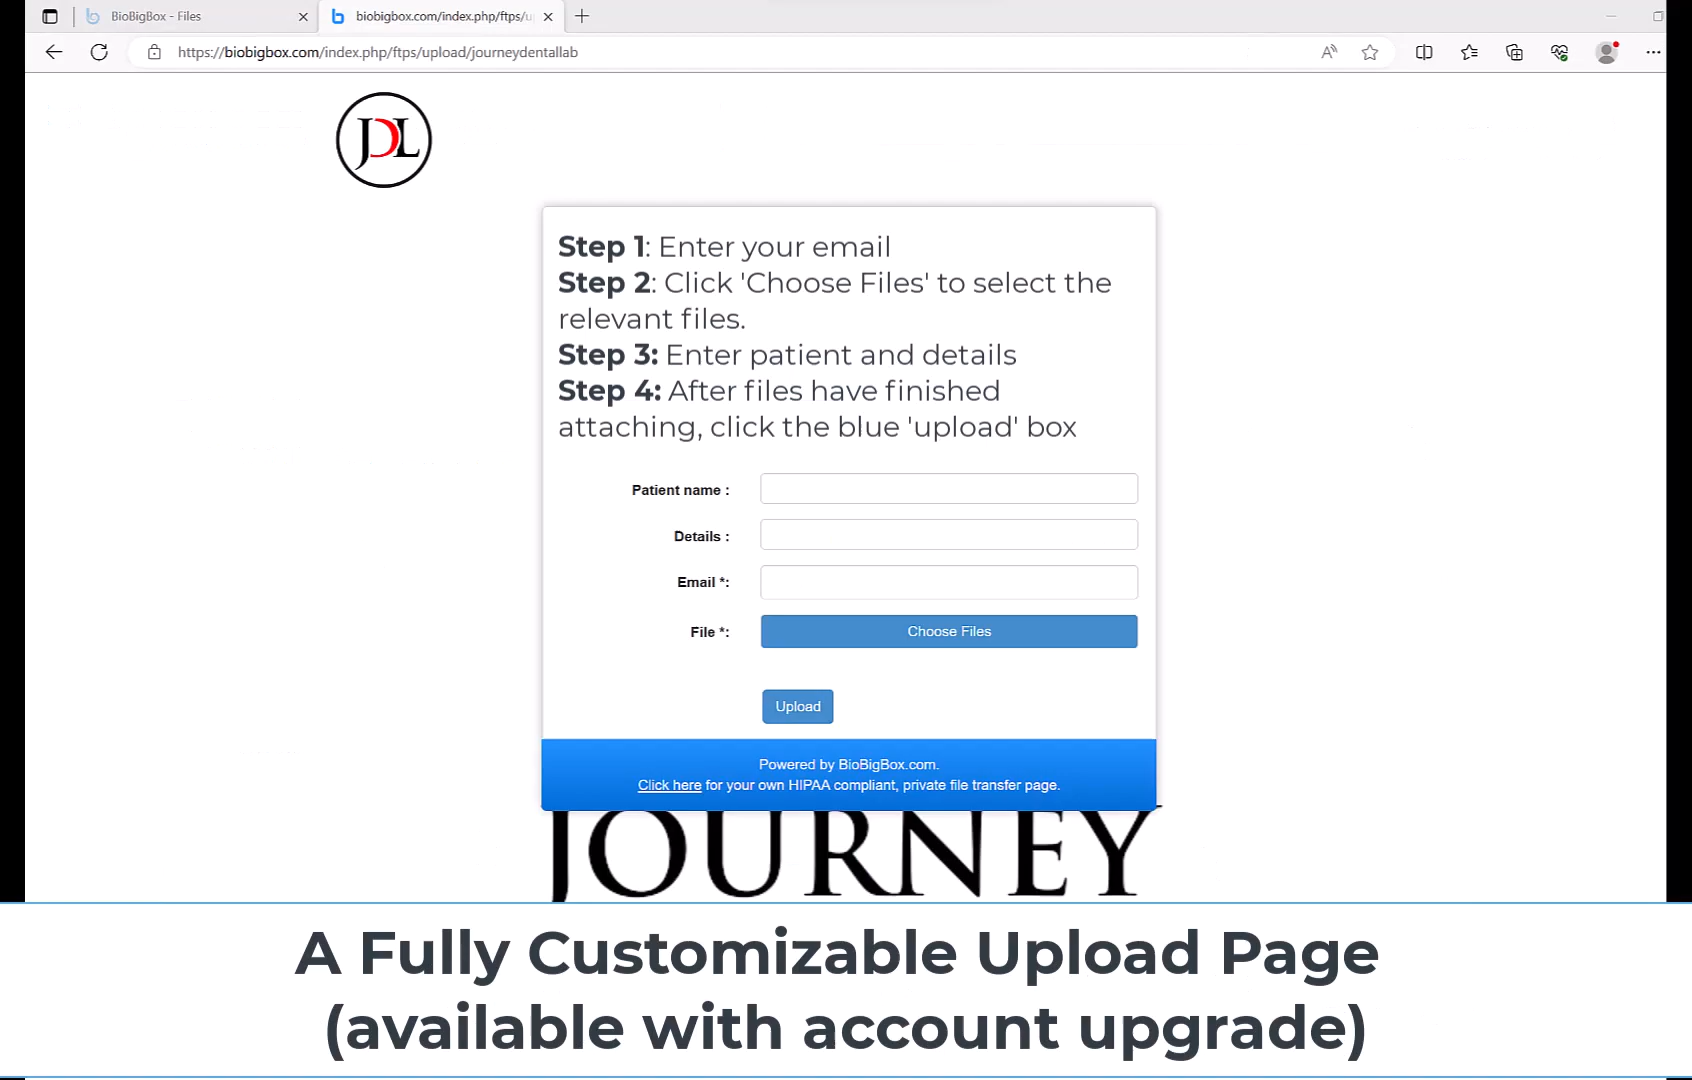 BioBigBox - Files
biobigbox.com/index.php/ftps/u
https://biobigbox.com/index.php/ftps/upload/journeydentallab
JDL
Step 1: Enter your email
Step 2: Click 'Choose Files' to select the
relevant files.
Step 3: Enter patient and details
Step 4: After files have finished
attaching, click the blue 'upload' box
Patient name :
Details :
Email *:
File *:
Choose Files
Upload
Powered by BioBigBox.com.
Click here for your own HIPAA compliant, private file transfer page.
JOURNEY
A Fully Customizable Upload Page
(available with account upgrade)